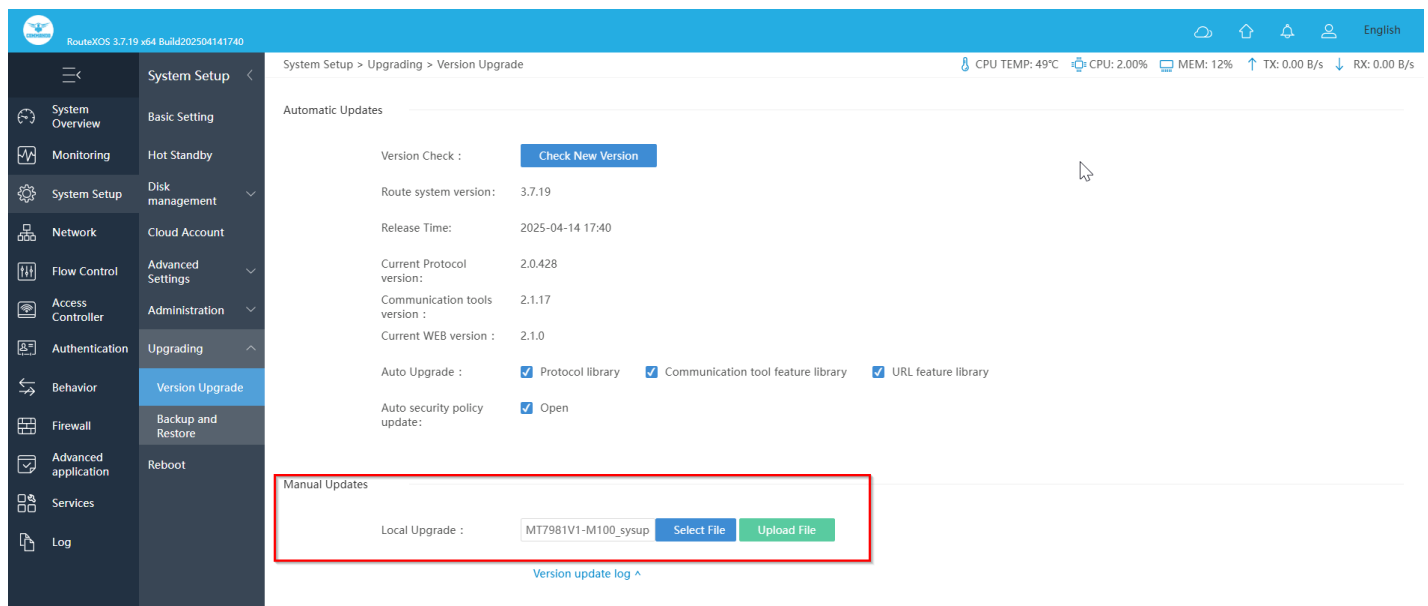 RouteXOS 3.7.19 x64 Build202504141740
English
System Setup
System Setup > Upgrading > Version Upgrade
CPU TEMP: 49℃ CPU: 2.00% MEM: 12% TX: 0.00 B/s RX: 0.00 B/s
System
Overview
Monitoring
System Setup
Network
Flow Control
Access
Controller
Authentication
Behavior
Firewall
Advanced
application
Services
Log
Basic Setting
Hot Standby
Disk
management
Cloud Account
Advanced
Settings
Administration
Upgrading
Version Upgrade
Backup and
Restore
Reboot
Automatic Updates
Version Check : Check New Version
Route system version: 3.7.19
Release Time: 2025-04-14 17:40
Current Protocol
version: 2.0.428
Communication tools
version : 2.1.17
Current WEB version : 2.1.0
Auto Upgrade : Protocol library Communication tool feature library URL feature library
Auto security policy
update: Open
Manual Updates
Local Upgrade : MT7981V1-M100_sysup Select File Upload File
Version update log ^